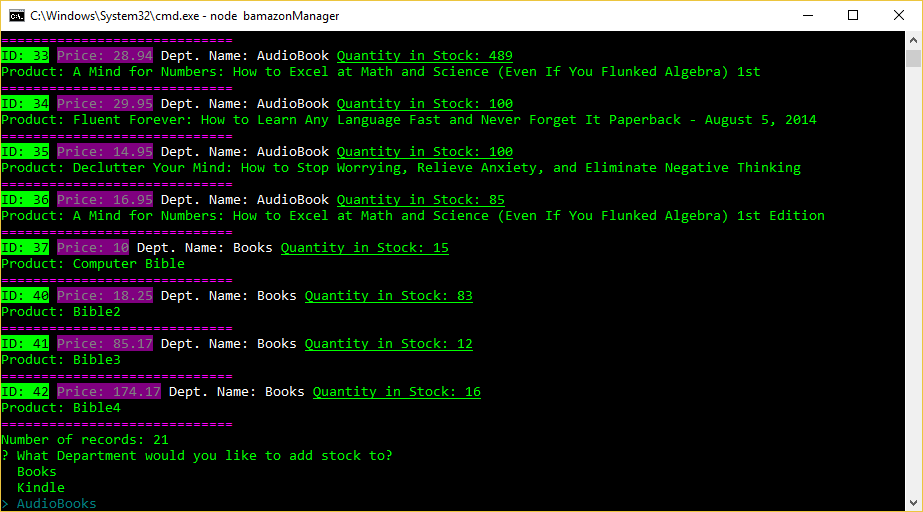 C:\Windows\System32\cmd.exe - node  bamazonManager
=============================
ID: 33 Price: 28.94 Dept. Name: AudioBook Quantity in Stock: 489
Product: A Mind for Numbers: How to Excel at Math and Science (Even If You Flunked Algebra) 1st
=============================
ID: 34 Price: 29.95 Dept. Name: AudioBook Quantity in Stock: 100
Product: Fluent Forever: How to Learn Any Language Fast and Never Forget It Paperback - August 5, 2014
=============================
ID: 35 Price: 14.95 Dept. Name: AudioBook Quantity in Stock: 100
Product: Declutter Your Mind: How to Stop Worrying, Relieve Anxiety, and Eliminate Negative Thinking
=============================
ID: 36 Price: 16.95 Dept. Name: AudioBook Quantity in Stock: 85
Product: A Mind for Numbers: How to Excel at Math and Science (Even If You Flunked Algebra) 1st Edition
=============================
ID: 37 Price: 10 Dept. Name: Books Quantity in Stock: 15
Product: Computer Bible
=============================
ID: 40 Price: 18.25 Dept. Name: Books Quantity in Stock: 83
Product: Bible2
=============================
ID: 41 Price: 85.17 Dept. Name: Books Quantity in Stock: 12
Product: Bible3
=============================
ID: 42 Price: 174.17 Dept. Name: Books Quantity in Stock: 16
Product: Bible4
=============================
Number of records: 21
? What Department would you like to add stock to?
  Books
  Kindle
> AudioBooks